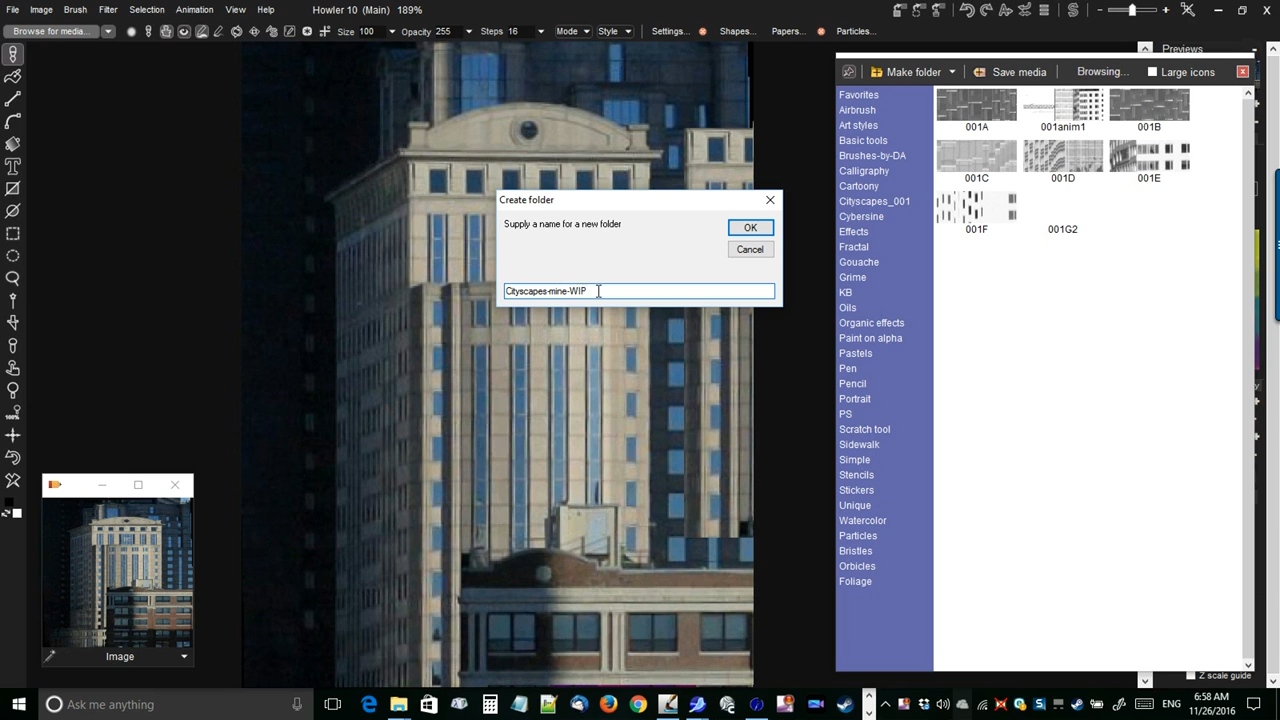 File Image Brush Filter Selection Animation View Howler 10 (Main) 189%
Browse for media... Size 100 Opacity 255 Steps 16 Mode Style Settings... Shapes... Papers... Particles...
Previews
Make folder Save media Browsing... Large icons
Favorites
Airbrush
Art styles
Basic tools
Brushes-by-DA
Calligraphy
Cartoony
Cityscapes_001
Cybersine
Effects
Fractal
Gouache
Grime
KB
Oils
Organic effects
Paint on alpha
Pastels
Pen
Pencil
Portrait
PS
Scratch tool
Sidewalk
Simple
Stencils
Stickers
Unique
Watercolor
Particles
Bristles
Orbicles
Foliage
001A 001anim1 001B
001C 001D 001E
001F 001G2
Create folder
Supply a name for a new folder
OK
Cancel
Cityscapes-mine-WIP
100%
Image
Z scale guide
Ask me anything
ENG
6:58 AM
11/26/2016